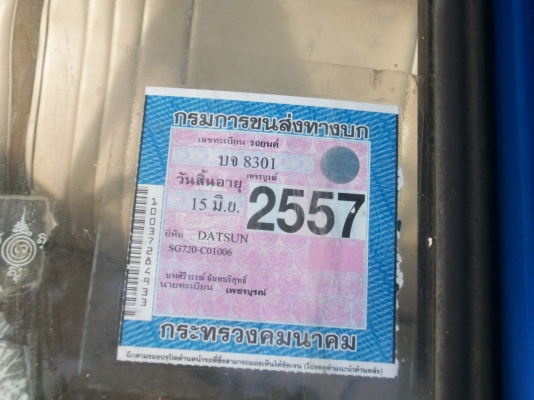 กรมการขนส่งทางบก
เลขทะเบียน รถยนต์
บจ 8301
เพชรบูรณ์
วันสิ้นอายุ
15 มิ.ย. 2557
ยี่ห้อ DATSUN
SG720-C01006
นายทะเบียน เพชรบูรณ์
กระทรวงคมนาคม
100372884933